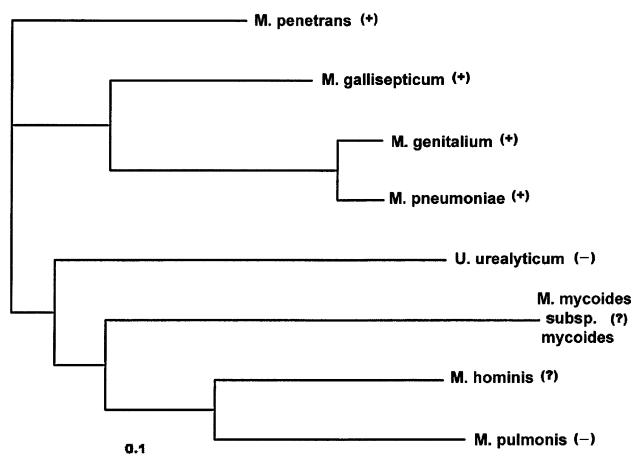 M. penetrans (+)
M. gallisepticum (+)
M. genitalium (+)
M. pneumoniae (+)
U. urealyticum (−)
M. mycoides
subsp. (?)
mycoides
M. hominis (?)
M. pulmonis (−)
0.1